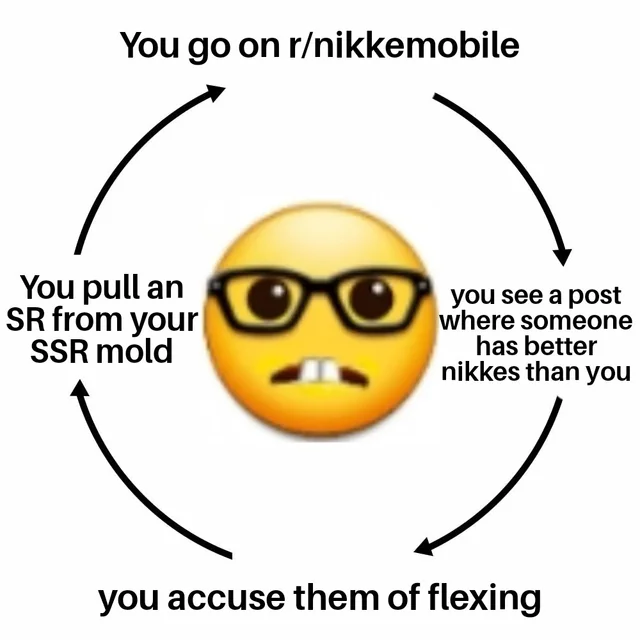 You go on r/nikkemobile
you see a post
where someone
has better
nikkes than you
you accuse them of flexing
You pull an
SR from your
SSR mold